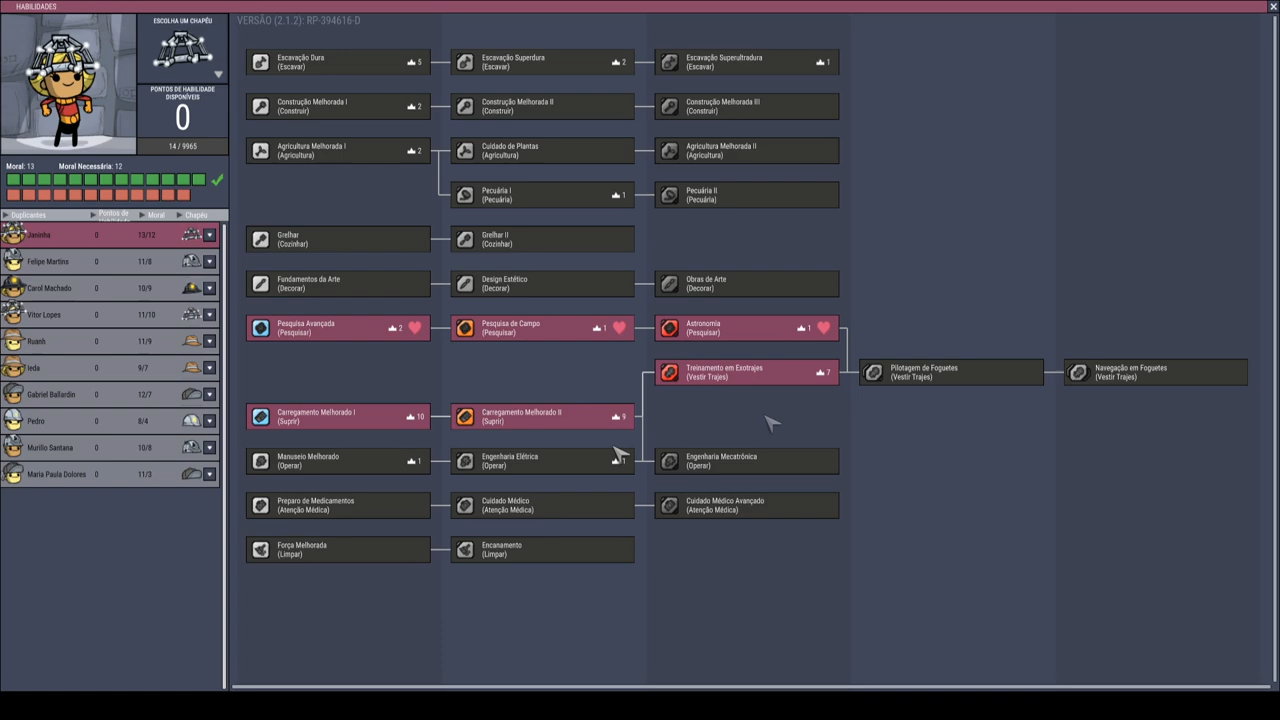 HABILIDADES
ESCOLHA UM CHAPÉU
PONTOS DE HABILIDADE
DISPONÍVEIS
0
14 / 9965
Moral: 13 Moral Necessária: 12
Duplicantes Pontos de Habilidade Moral Chapéu
Janinha 0 13/12
Felipe Martins 0 11/8
Carol Machado 0 10/9
Vitor Lopes 0 11/10
Ruanh 0 11/9
Ieda 0 9/7
Gabriel Ballardin 0 12/7
Pedro 0 8/4
Murilo Santana 0 10/8
Maria Paula Dolores 0 11/3
VERSÃO (2.1.2): RP-394616-D
Escavação Dura
(Escavar)
5
Escavação Superdura
(Escavar)
2
Escavação Superultradura
(Escavar)
1
Construção Melhorada I
(Construir)
2
Construção Melhorada II
(Construir)
Construção Melhorada III
(Construir)
Agricultura Melhorada I
(Agricultura)
2
Cuidado de Plantas
(Agricultura)
Agricultura Melhorada II
(Agricultura)
Pecuária I
(Pecuária)
1
Pecuária II
(Pecuária)
Grelhar
(Cozinhar)
Grelhar II
(Cozinhar)
Fundamentos da Arte
(Decorar)
Design Estético
(Decorar)
Obras de Arte
(Decorar)
Pesquisa Avançada
(Pesquisar)
2
Pesquisa de Campo
(Pesquisar)
1
Astronomia
(Pesquisar)
1
Treinamento em Exotrajes
(Vestir Trajes)
7
Pilotagem de Foguetes
(Vestir Trajes)
Navegação em Foguetes
(Vestir Trajes)
Carregamento Melhorado I
(Suprir)
10
Carregamento Melhorado II
(Suprir)
9
Manuseio Melhorado
(Operar)
1
Engenharia Elétrica
(Operar)
1
Engenharia Mecatrônica
(Operar)
Preparo de Medicamentos
(Atenção Médica)
Cuidado Médico
(Atenção Médica)
Cuidado Médico Avançado
(Atenção Médica)
Força Melhorada
(Limpar)
Encanamento
(Limpar)